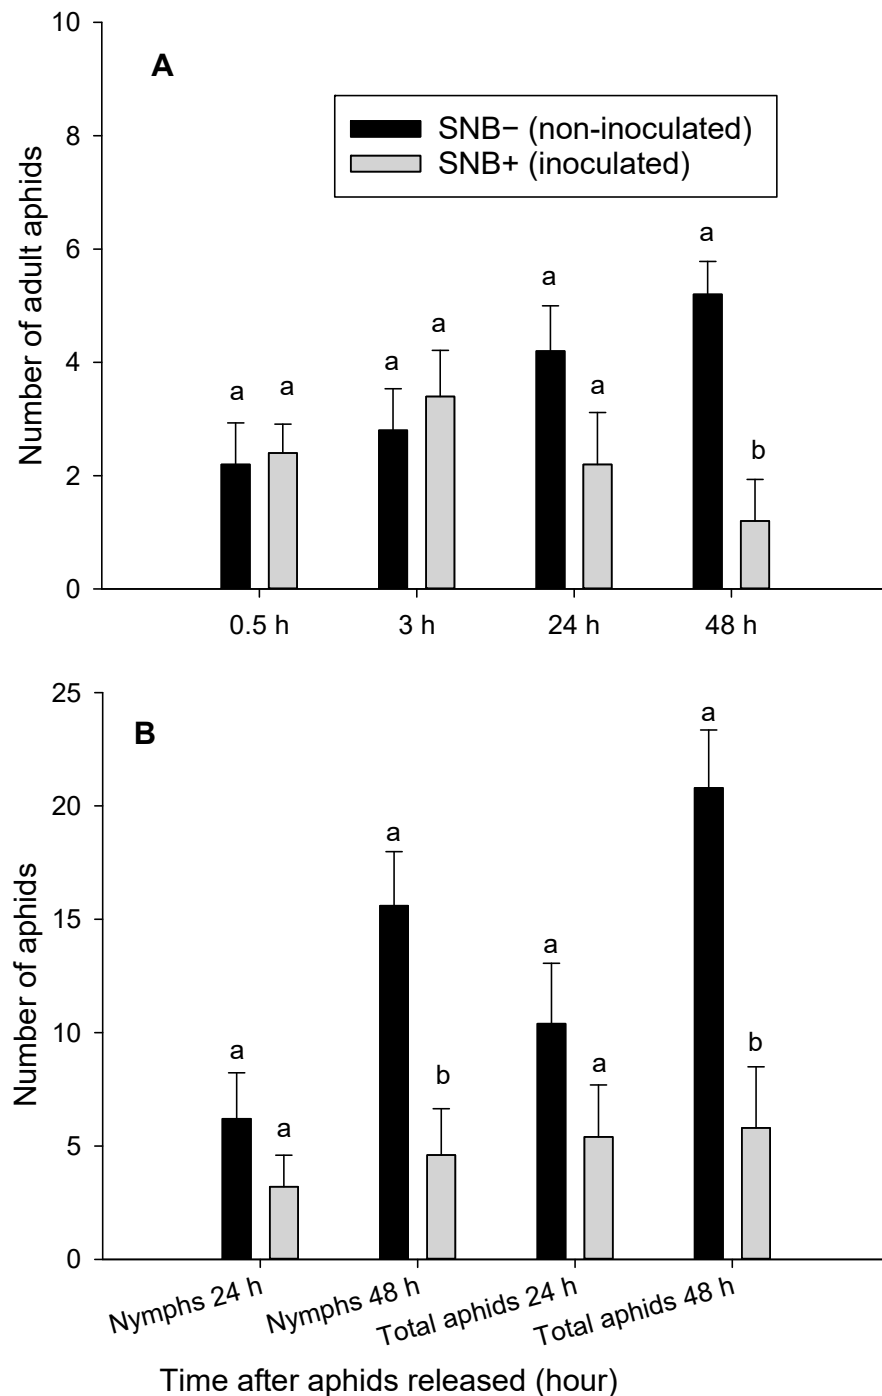 10
A
SNB− (non-inoculated)
SNB+ (inoculated)
8
6
4
2
0
Number of adult aphids
a
a
a
a
a
a
a
b
0.5 h
3 h
24 h
48 h
25
B
20
15
10
5
0
Number of aphids
a
a
a
b
a
a
a
b
Nymphs 24 h
Nymphs 48 h
Total aphids 24 h
Total aphids 48 h
Time after aphids released (hour)